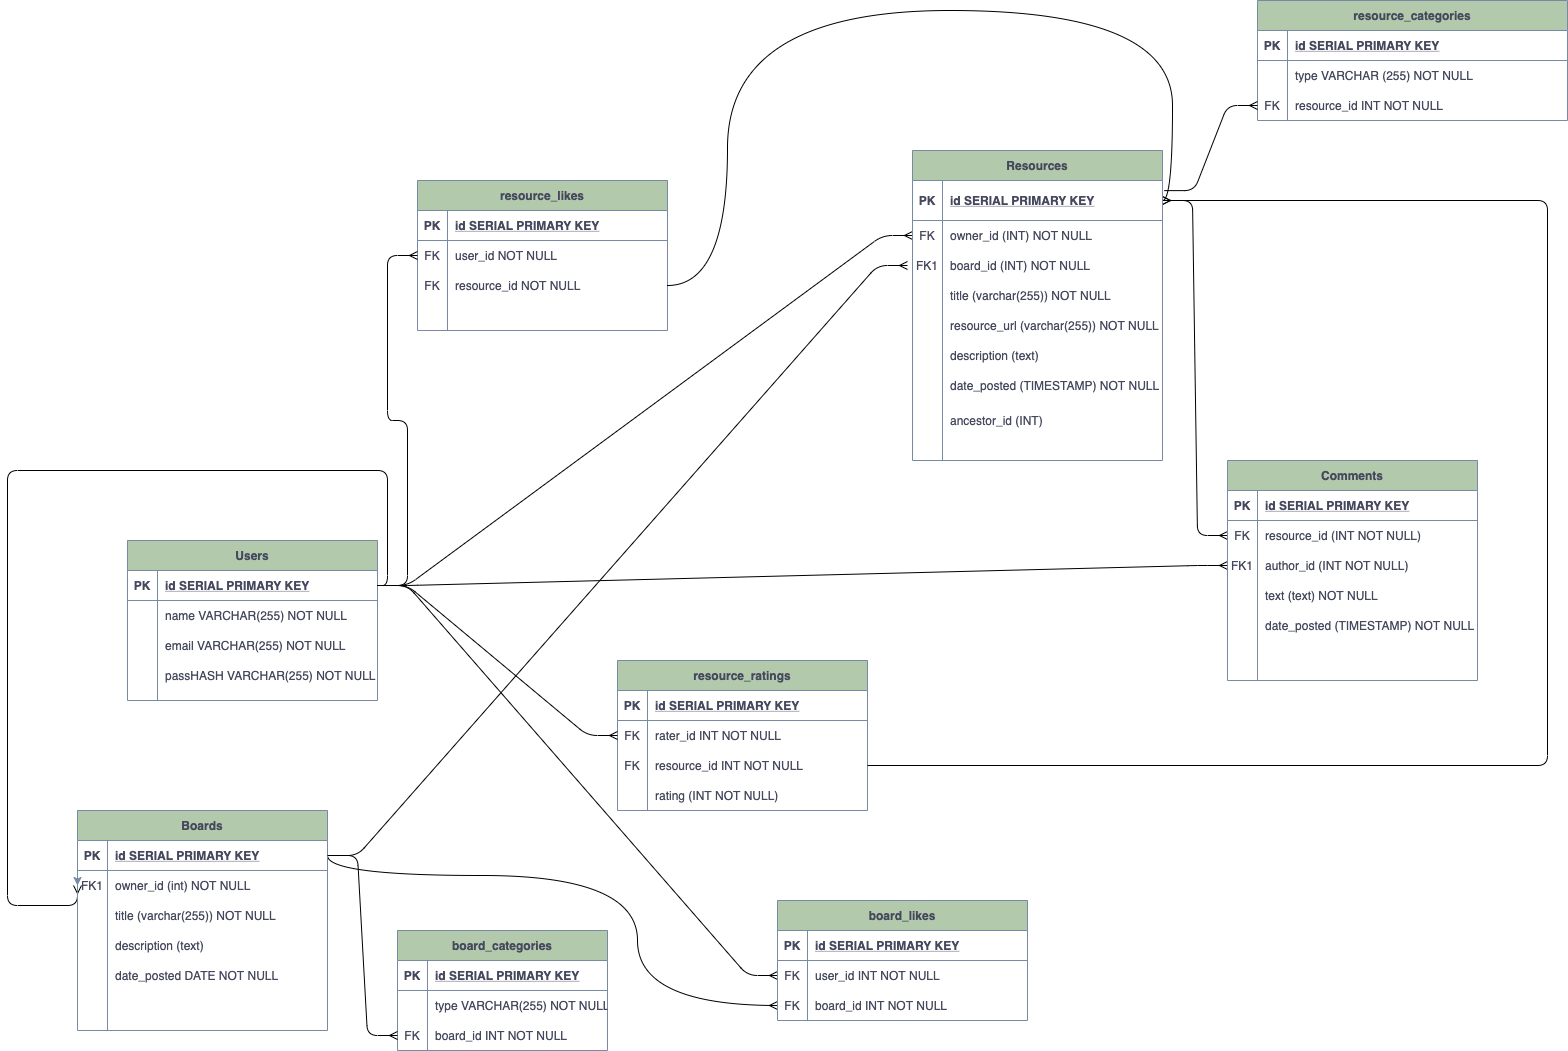 resource_categories
PK id SERIAL PRIMARY KEY
type VARCHAR (255) NOT NULL
FK resource_id INT NOT NULL
Resources
PK id SERIAL PRIMARY KEY
FK owner_id (INT) NOT NULL
FK1 board_id (INT) NOT NULL
title (varchar(255)) NOT NULL
resource_url (varchar(255)) NOT NULL
description (text)
date_posted (TIMESTAMP) NOT NULL
ancestor_id (INT)
resource_likes
PK id SERIAL PRIMARY KEY
FK user_id NOT NULL
FK resource_id NOT NULL
Comments
PK id SERIAL PRIMARY KEY
FK resource_id (INT NOT NULL)
FK1 author_id (INT NOT NULL)
text (text) NOT NULL
date_posted (TIMESTAMP) NOT NULL
Users
PK id SERIAL PRIMARY KEY
name VARCHAR(255) NOT NULL
email VARCHAR(255) NOT NULL
passHASH VARCHAR(255) NOT NULL
resource_ratings
PK id SERIAL PRIMARY KEY
FK rater_id INT NOT NULL
FK resource_id INT NOT NULL
rating (INT NOT NULL)
Boards
PK id SERIAL PRIMARY KEY
FK1 owner_id (int) NOT NULL
title (varchar(255)) NOT NULL
description (text)
date_posted DATE NOT NULL
board_categories
PK id SERIAL PRIMARY KEY
type VARCHAR(255) NOT NULL
FK board_id INT NOT NULL
board_likes
PK id SERIAL PRIMARY KEY
FK user_id INT NOT NULL
FK board_id INT NOT NULL